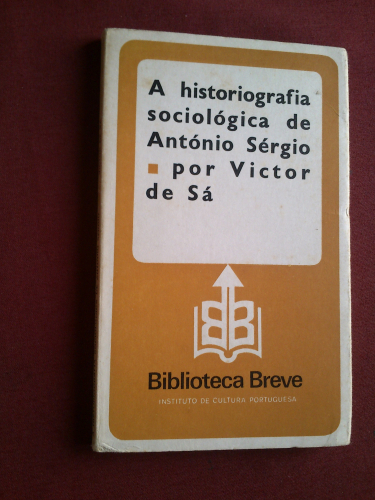 A historiografia
sociológica de
António Sérgio
▪ por Victor
de Sá
BB
Biblioteca Breve
INSTITUTO DE CULTURA PORTUGUESA